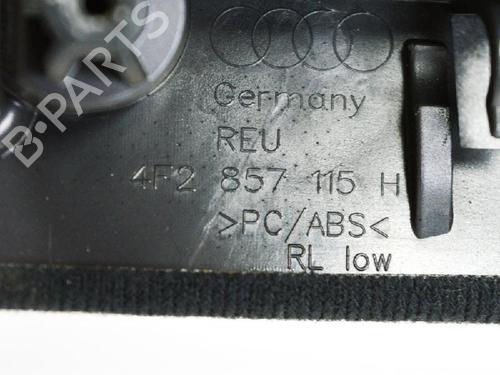 B-PARTS
Germany
REU
4F2 857 115 H
>PC/ABS<
RL low